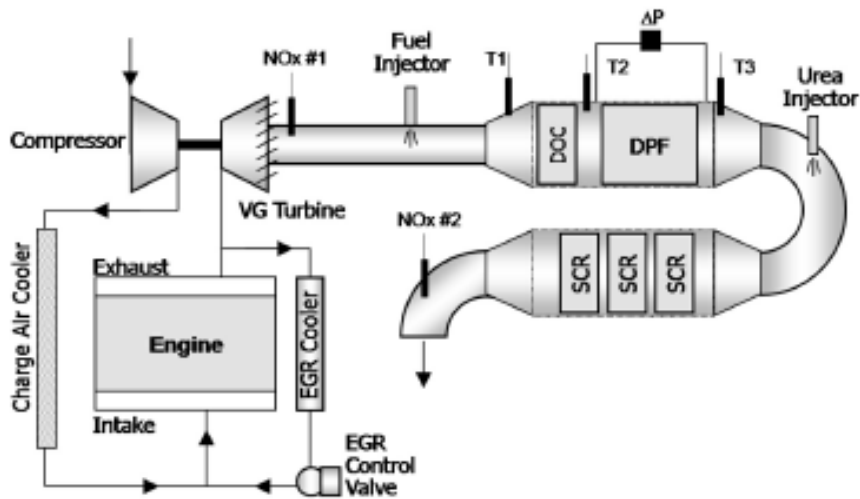 ΔP
Fuel
Injector
NOx #1
T1
T2
T3
Urea
Injector
Compressor
DOC
DPF
VG Turbine
NOx #2
Exhaust
SCR
SCR
SCR
Charge Air Cooler
Engine
EGR Cooler
Intake
EGR
Control
Valve